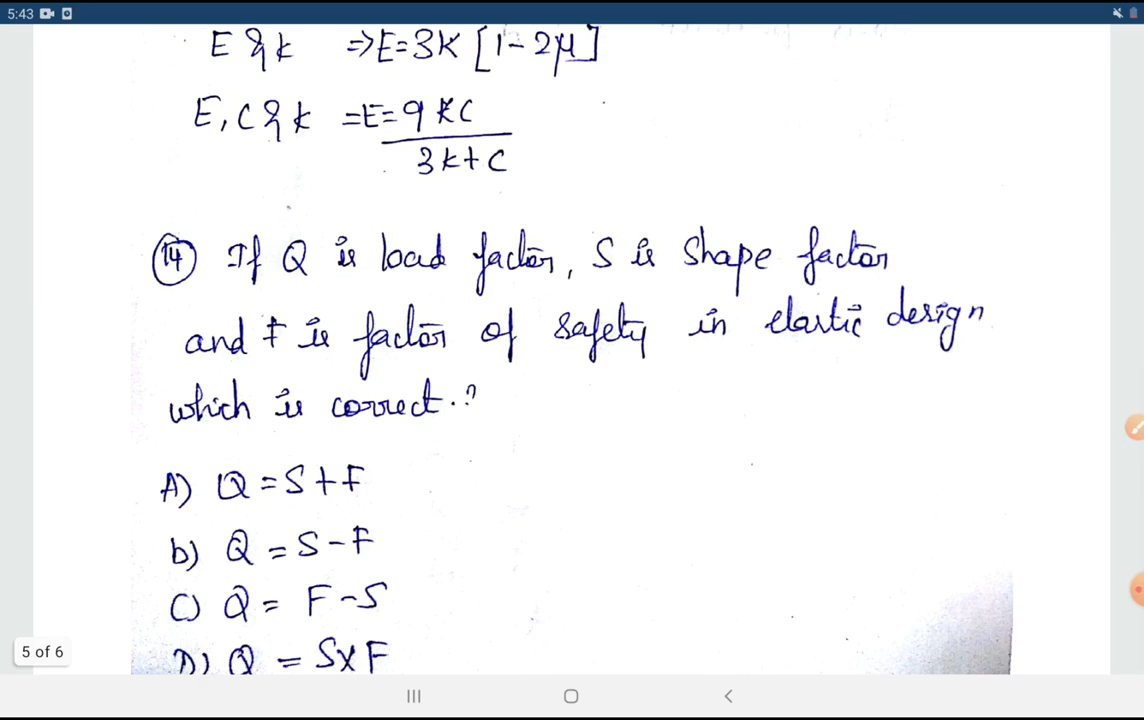 5:43
E & k ⇒ E=3K [1-2μ]
E, C & k = E= 9KC
3k+C
14 If Q is load factor, S is shape factor
and F is factor of safety in elastic design
which is correct.?
A) Q = S+F
b) Q = S-F
C) Q = F-S
D) Q = SXF
5 of 6